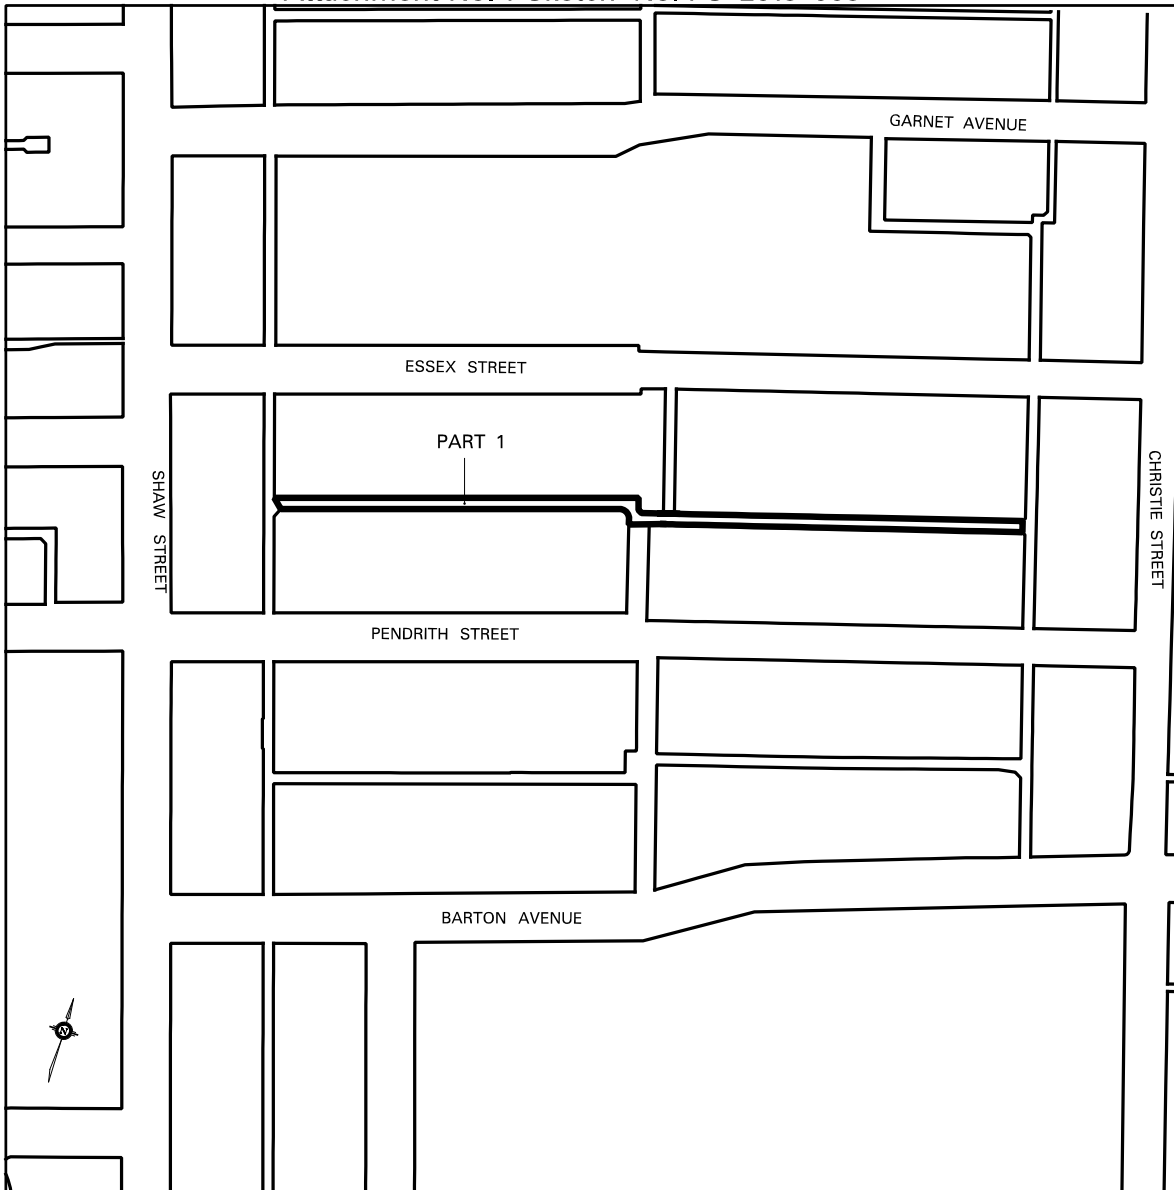 GARNET AVENUE
ESSEX STREET
PART 1
SHAW STREET
CHRISTIE STREET
PENDRITH STREET
BARTON AVENUE
N